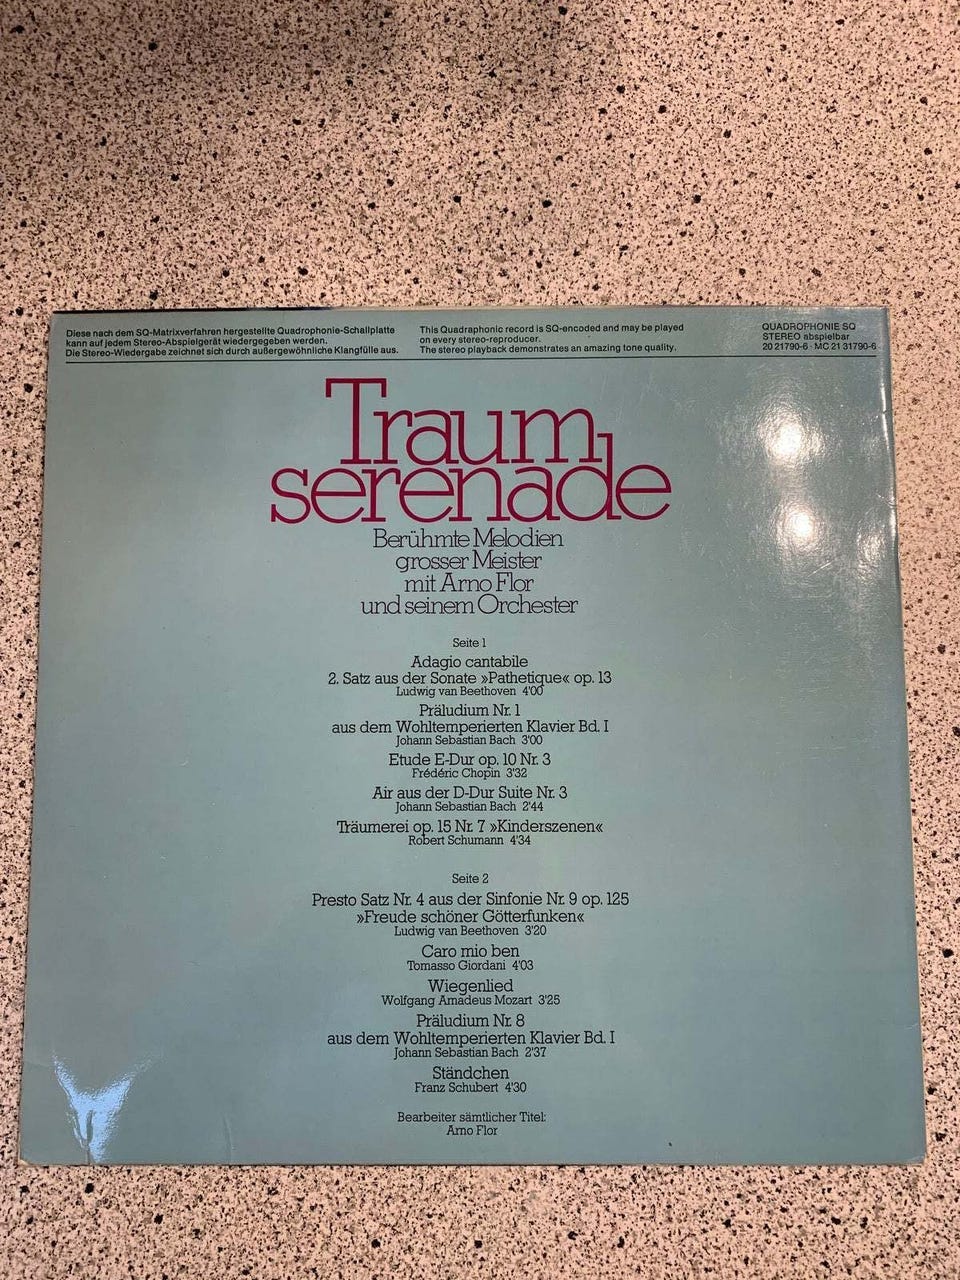 Diese nach dem SQ-Matrixverfahren hergestellte Quadrophonie-Schallplatte
kann auf jedem Stereo-Abspielgerät wiedergegeben werden.
Die Stereo-Wiedergabe zeichnet sich durch außergewöhnliche Klangfülle aus.
This Quadraphonic record is SQ-encoded and may be played
on every stereo-reproducer.
The stereo playback demonstrates an amazing tone quality.
QUADROPHONIE SQ
STEREO abspielbar
20 21790-6 · MC 21 31790-6
Traum
serenade
Berühmte Melodien
grosser Meister
mit Arno Flor
und seinem Orchester
Seite 1
Adagio cantabile
2. Satz aus der Sonate »Pathetique« op. 13
Ludwig van Beethoven 4'00
Präludium Nr. 1
aus dem Wohltemperierten Klavier Bd. I
Johann Sebastian Bach 3'00
Etude E-Dur op. 10 Nr. 3
Frédéric Chopin 3'32
Air aus der D-Dur Suite Nr. 3
Johann Sebastian Bach 2'44
Träumerei op. 15 Nr. 7 »Kinderszenen«
Robert Schumann 4'34
Seite 2
Presto Satz Nr. 4 aus der Sinfonie Nr. 9 op. 125
»Freude schöner Götterfunken«
Ludwig van Beethoven 3'20
Caro mio ben
Tomasso Giordani 4'03
Wiegenlied
Wolfgang Amadeus Mozart 3'25
Präludium Nr. 8
aus dem Wohltemperierten Klavier Bd. I
Johann Sebastian Bach 2'37
Ständchen
Franz Schubert 4'30
Bearbeiter sämtlicher Titel:
Arno Flor